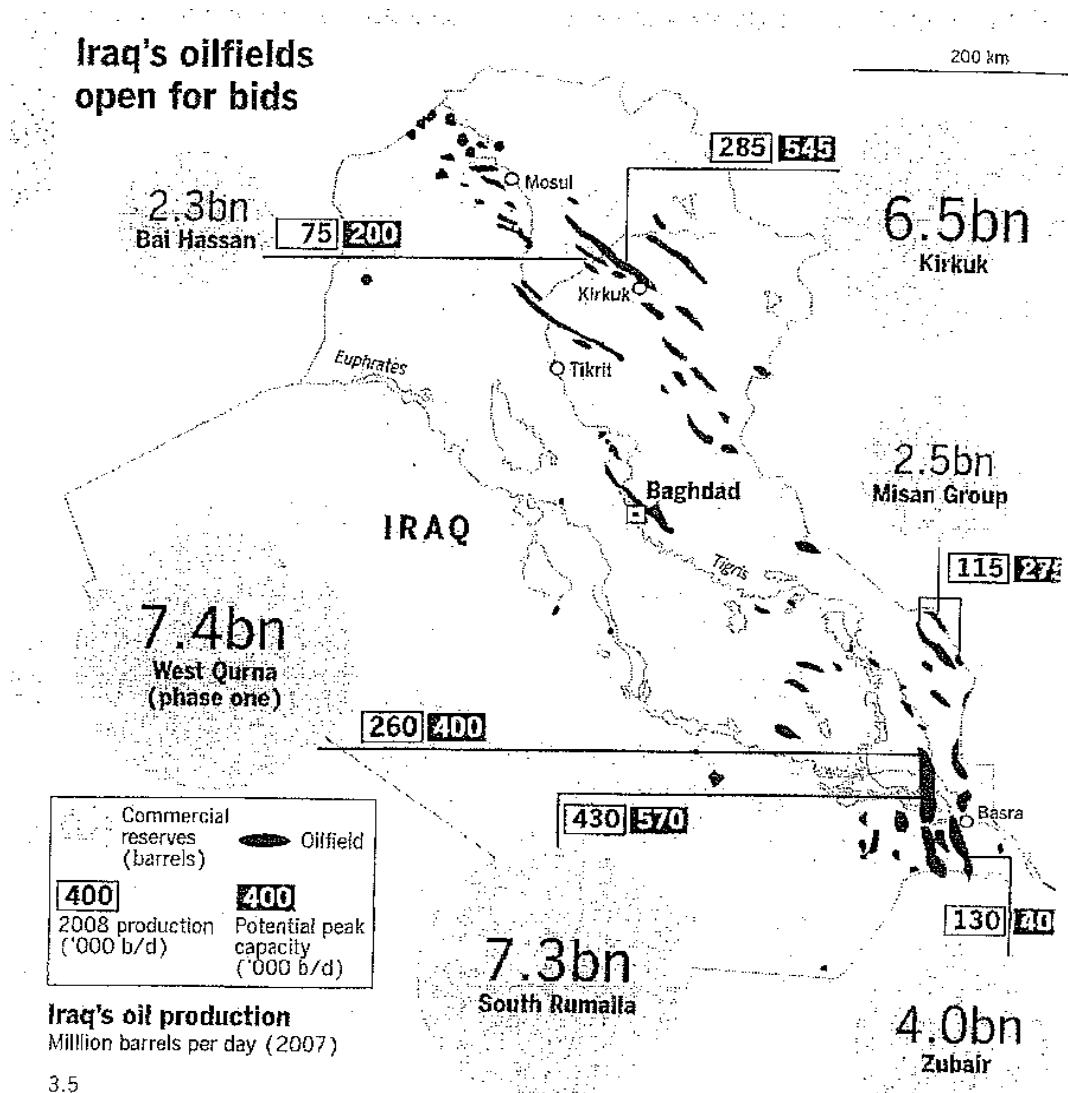 Iraq's oilfields
open for bids
200 km
285 545
Mosul
2.3bn
Bai Hassan
75 200
6.5bn
Kirkuk
Kirkuk
Euphrates
Tikrit
2.5bn
Misan Group
Baghdad
IRAQ
Tigris
115
7.4bn
West Qurna
(phase one)
260 400
430 570
Basra
Commercial
reserves
(barrels)
Oilfield
400
2008 production
('000 b/d)
400
Potential peak
capacity
('000 b/d)
130 40
7.3bn
South Rumaila
4.0bn
Zubair
Iraq's oil production
Million barrels per day (2007)
3.5